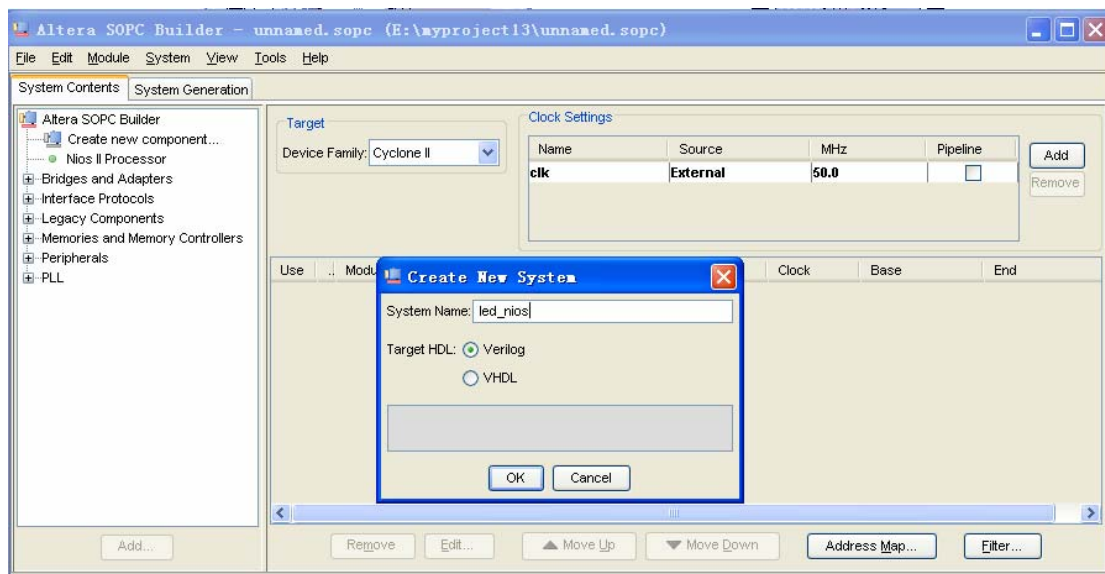 Altera SOPC Builder - unnamed.sopc (E:\myproject13\unnamed.sopc)
File Edit Module System View Tools Help
System Contents System Generation
Altera SOPC Builder
Create new component...
Nios II Processor
Bridges and Adapters
Interface Protocols
Legacy Components
Memories and Memory Controllers
Peripherals
PLL
Target
Device Family: Cyclone II
Clock Settings
Name Source MHz Pipeline
clk External 50.0
Add
Remove
Use .. Modu Clock Base End
Create New System
System Name: led_nios
Target HDL: Verilog
VHDL
OK Cancel
Add... Remove Edit... Move Up Move Down Address Map... Filter...